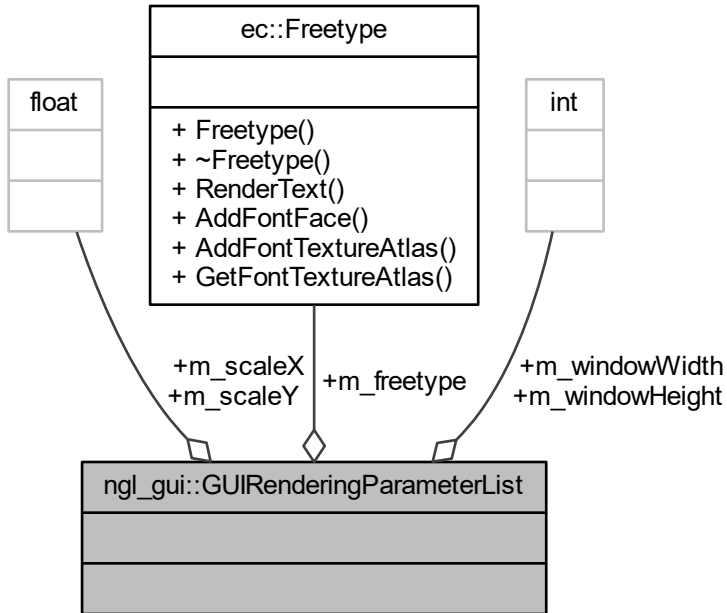 ec::Freetype
float
int
+ Freetype()
+ ~Freetype()
+ RenderText()
+ AddFontFace()
+ AddFontTextureAtlas()
+ GetFontTextureAtlas()
+m_scaleX
+m_scaleY
+m_freetype
+m_windowWidth
+m_windowHeight
ngl_gui::GUIRenderingParameterList